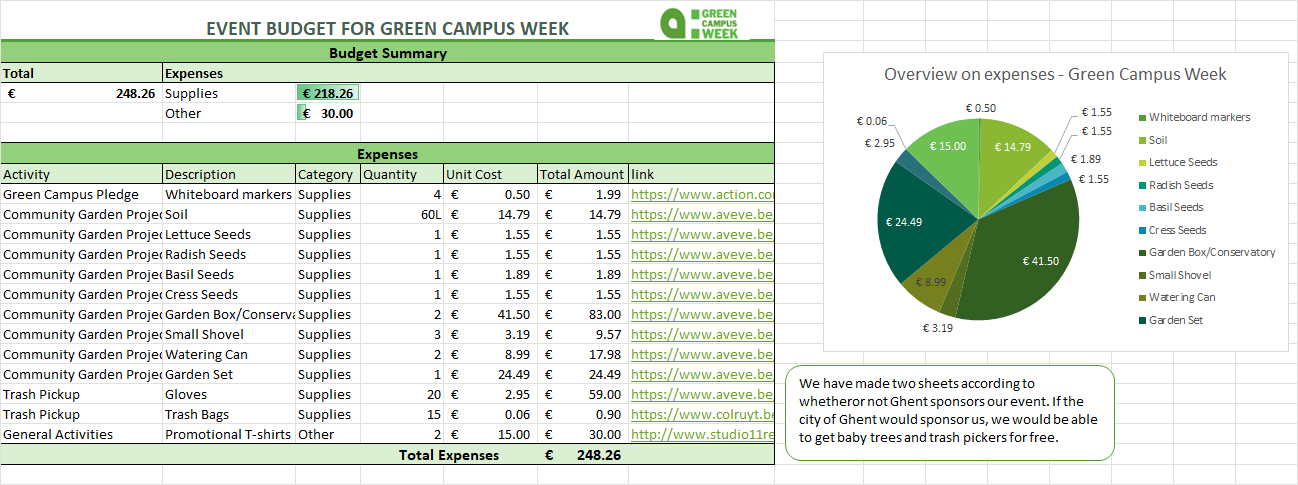 EVENT BUDGET FOR GREEN CAMPUS WEEK
GREEN
CAMPUS
WEEK
Budget Summary
Total Expenses
€ 248.26 Supplies € 218.26
Other € 30.00
Expenses
Activity Description Category Quantity Unit Cost Total Amount link
Green Campus Pledge Whiteboard markers Supplies 4 € 0.50 € 1.99 https://www.action.co
Community Garden Projec Soil Supplies 60L € 14.79 € 14.79 https://www.aveve.be
Community Garden Projec Lettuce Seeds Supplies 1 € 1.55 € 1.55 https://www.aveve.be
Community Garden Projec Radish Seeds Supplies 1 € 1.55 € 1.55 https://www.aveve.be
Community Garden Projec Basil Seeds Supplies 1 € 1.89 € 1.89 https://www.aveve.be
Community Garden Projec Cress Seeds Supplies 1 € 1.55 € 1.55 https://www.aveve.be
Community Garden Projec Garden Box/Conserva Supplies 2 € 41.50 € 83.00 https://www.aveve.be
Community Garden Projec Small Shovel Supplies 3 € 3.19 € 9.57 https://www.aveve.be
Community Garden Projec Watering Can Supplies 2 € 8.99 € 17.98 https://www.aveve.be
Community Garden Projec Garden Set Supplies 1 € 24.49 € 24.49 https://www.aveve.be
Trash Pickup Gloves Supplies 20 € 2.95 € 59.00 https://www.aveve.be
Trash Pickup Trash Bags Supplies 15 € 0.06 € 0.90 https://www.colruyt.be
General Activities Promotional T-shirts Other 2 € 15.00 € 30.00 http://www.studio11re
Total Expenses € 248.26
Overview on expenses - Green Campus Week
€ 0.50
€ 14.79
€ 1.55
€ 1.55
€ 1.89
€ 1.55
€ 41.50
€ 3.19
€ 8.99
€ 24.49
€ 2.95
€ 0.06
€ 15.00
Whiteboard markers
Soil
Lettuce Seeds
Radish Seeds
Basil Seeds
Cress Seeds
Garden Box/Conservatory
Small Shovel
Watering Can
Garden Set
We have made two sheets according to
whetheror not Ghent sponsors our event. If the
city of Ghent would sponsor us, we would be able
to get baby trees and trash pickers for free.